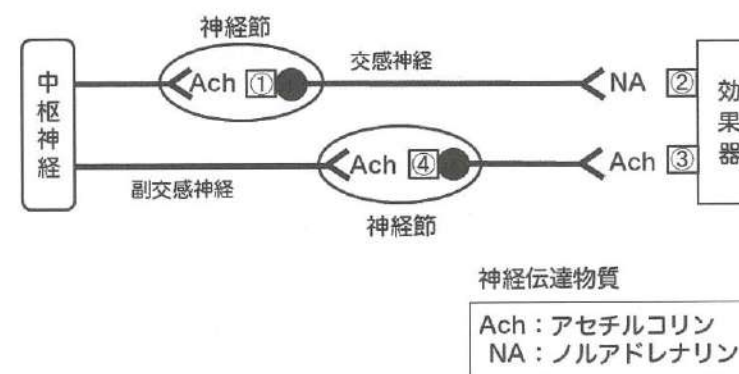 神経節
交感神経
中枢神経
Ach ①
NA ②
効果器
Ach ④
Ach ③
副交感神経
神経節
神経伝達物質
Ach：アセチルコリン
NA：ノルアドレナリン